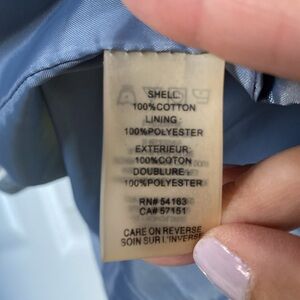 SHELL:
100%COTTON
LINING:
100%POLYESTER
EXTERIEUR:
100%COTON
DOUBLURE:
100%POLYESTER
RN# 54163
CA# 57151
CARE ON REVERSE
SOIN SUR L'INVERSE